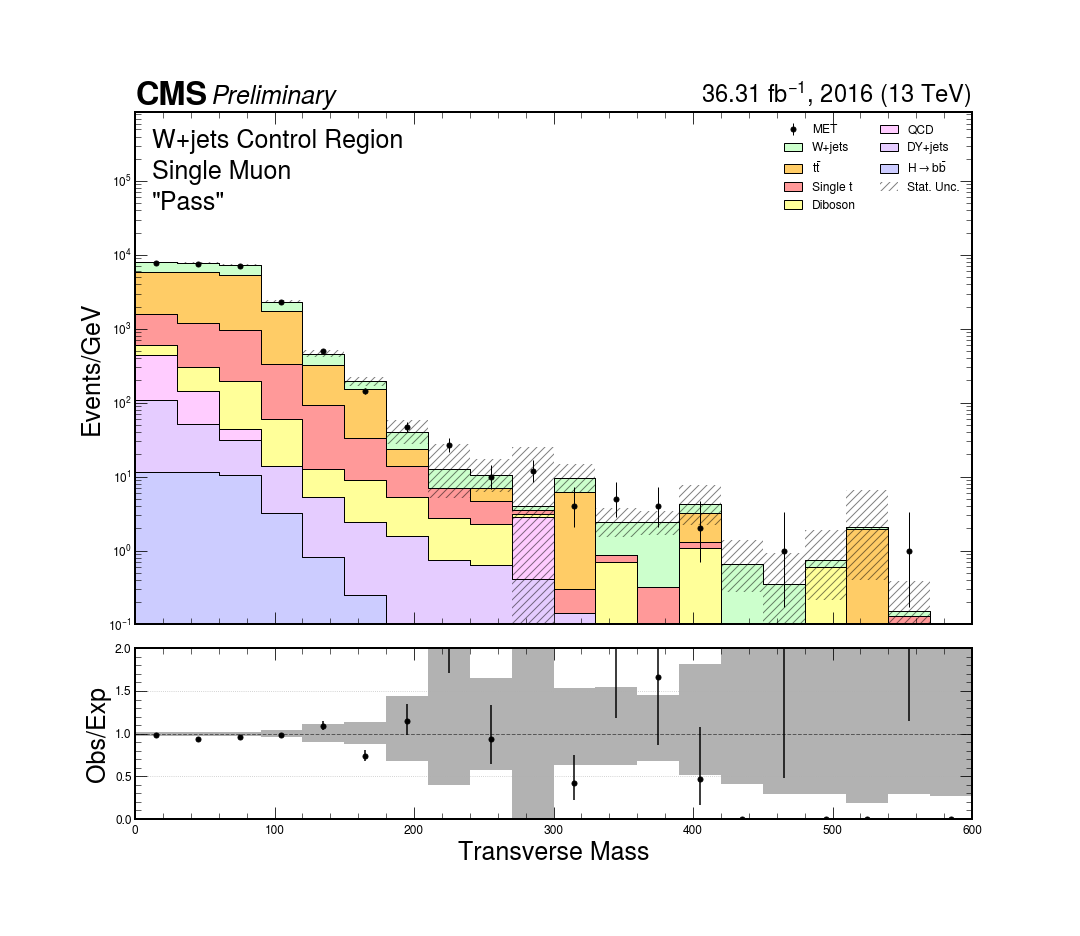 CMS Preliminary 36.31 fb⁻¹, 2016 (13 TeV)
W+jets Control Region
Single Muon
"Pass"
MET
W+jets
tt̄
Single t
Diboson
QCD
DY+jets
H→bb̄
Stat. Unc.
Events/GeV
10⁵
10⁴
10³
10²
10¹
10⁰
10⁻¹
Obs/Exp
2.0
1.5
1.0
0.5
0.0
0 100 200 300 400 500 600
Transverse Mass